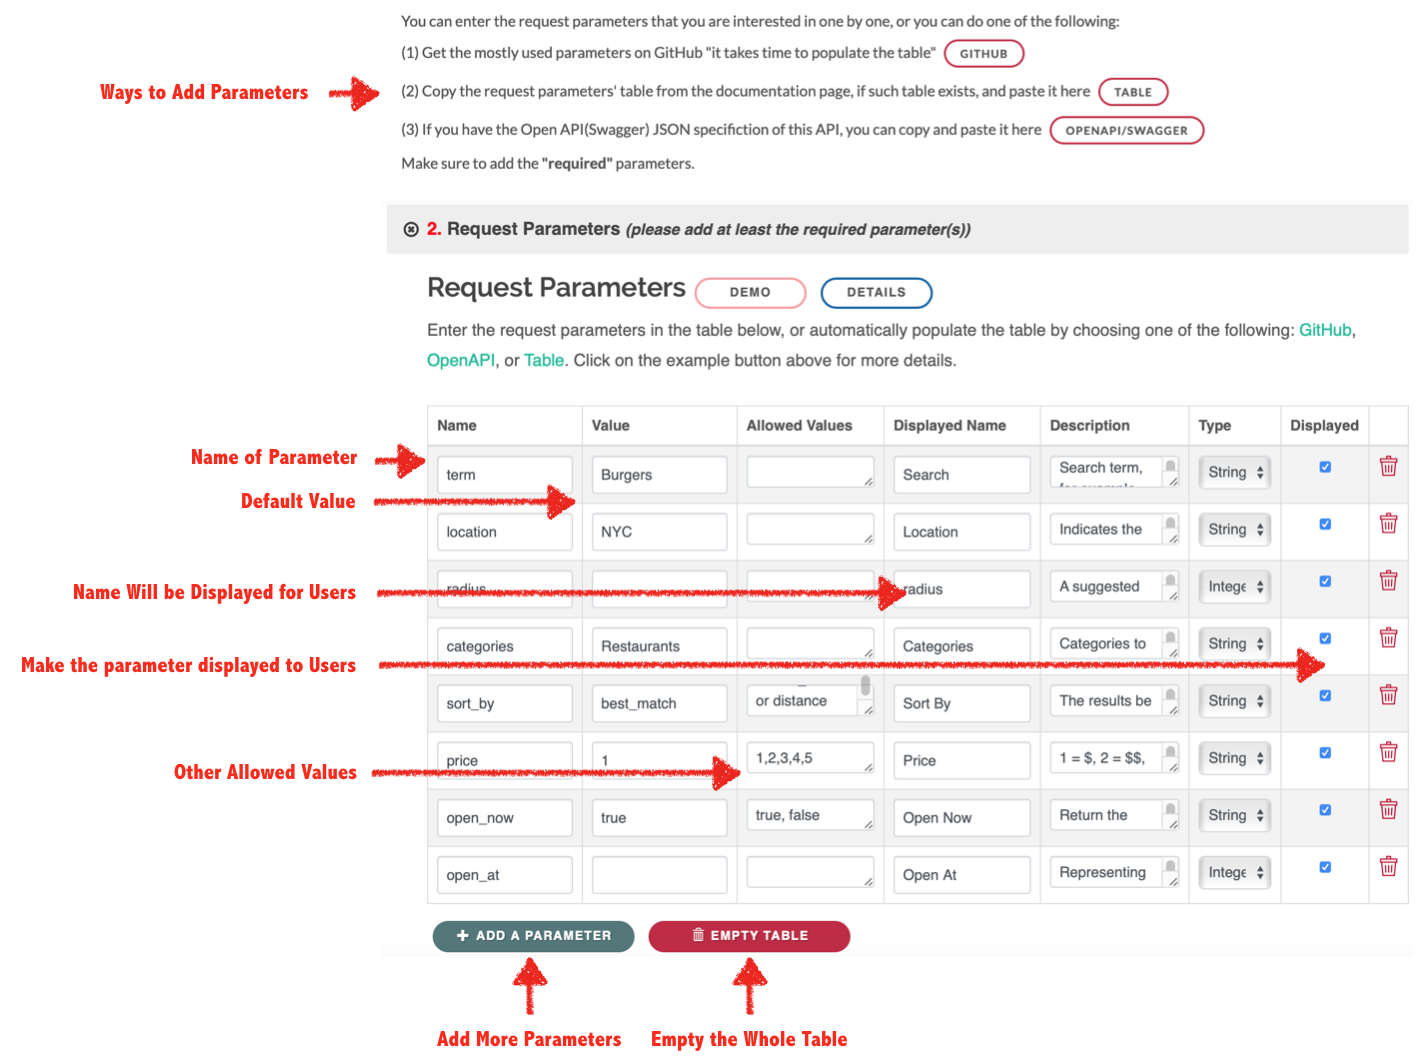 You can enter the request parameters that you are interested in one by one, or you can do one of the following:
(1) Get the mostly used parameters on GitHub "it takes time to populate the table" GITHUB
Ways to Add Parameters
(2) Copy the request parameters' table from the documentation page, if such table exists, and paste it here TABLE
(3) If you have the Open API(Swagger) JSON specifiction of this API, you can copy and paste it here OPENAPI/SWAGGER
Make sure to add the "required" parameters.
2. Request Parameters (please add at least the required parameter(s))
Request Parameters DEMO DETAILS
Enter the request parameters in the table below, or automatically populate the table by choosing one of the following: GitHub,
OpenAPI, or Table. Click on the example button above for more details.
Name Value Allowed Values Displayed Name Description Type Displayed
Name of Parameter
term Burgers Search Search term, String
Default Value
location NYC Location Indicates the String
Name Will be Displayed for Users
radius radius A suggested Intege
categories Restaurants Categories Categories to String
Make the parameter displayed to Users
sort_by best_match or distance Sort By The results be String
price 1 1,2,3,4,5 Price 1 = $, 2 = $$, String
Other Allowed Values
open_now true true, false Open Now Return the String
open_at Open At Representing Intege
+ ADD A PARAMETER EMPTY TABLE
Add More Parameters Empty the Whole Table